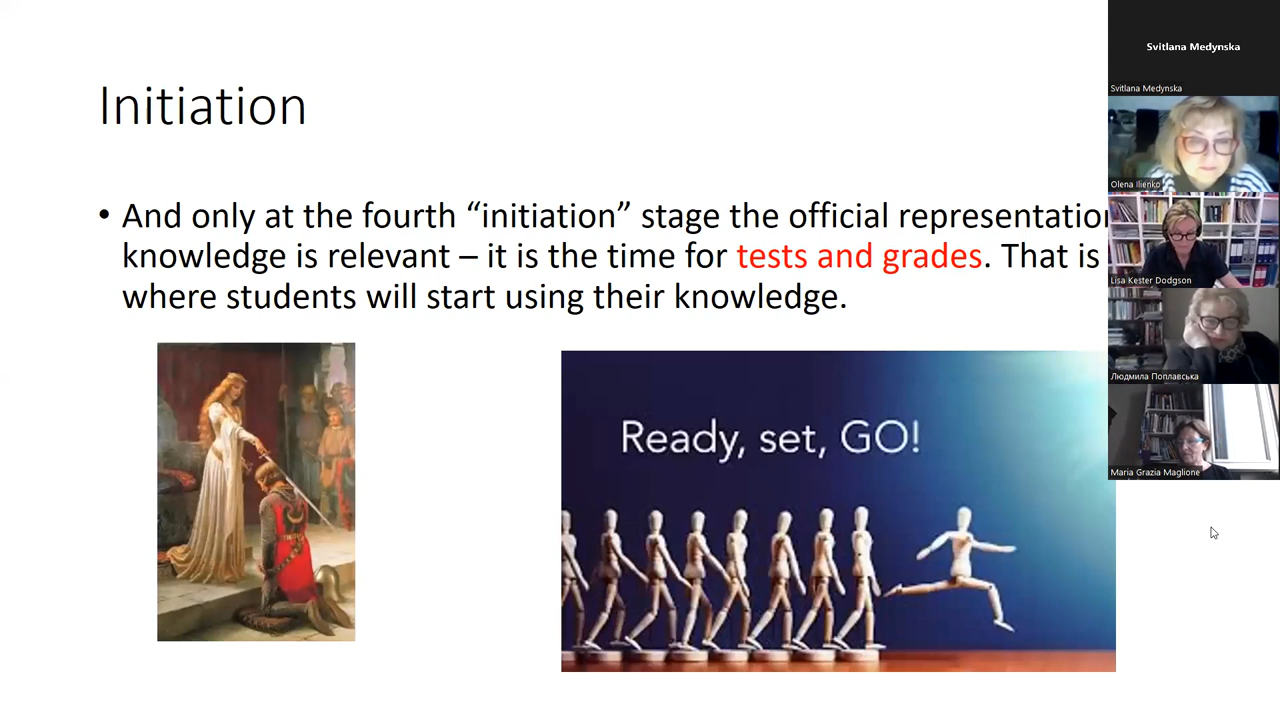 Initiation
• And only at the fourth “initiation” stage the official
knowledge is relevant – it is the time for tests and grades. That is
where students will start using their knowledge.
Ready, set, GO!
Svitlana Medynska
Svitlana Medynska
Olena Ilienko
Lisa Kester Dodgson
Людмила Поплавська
Maria Grazia Maglione